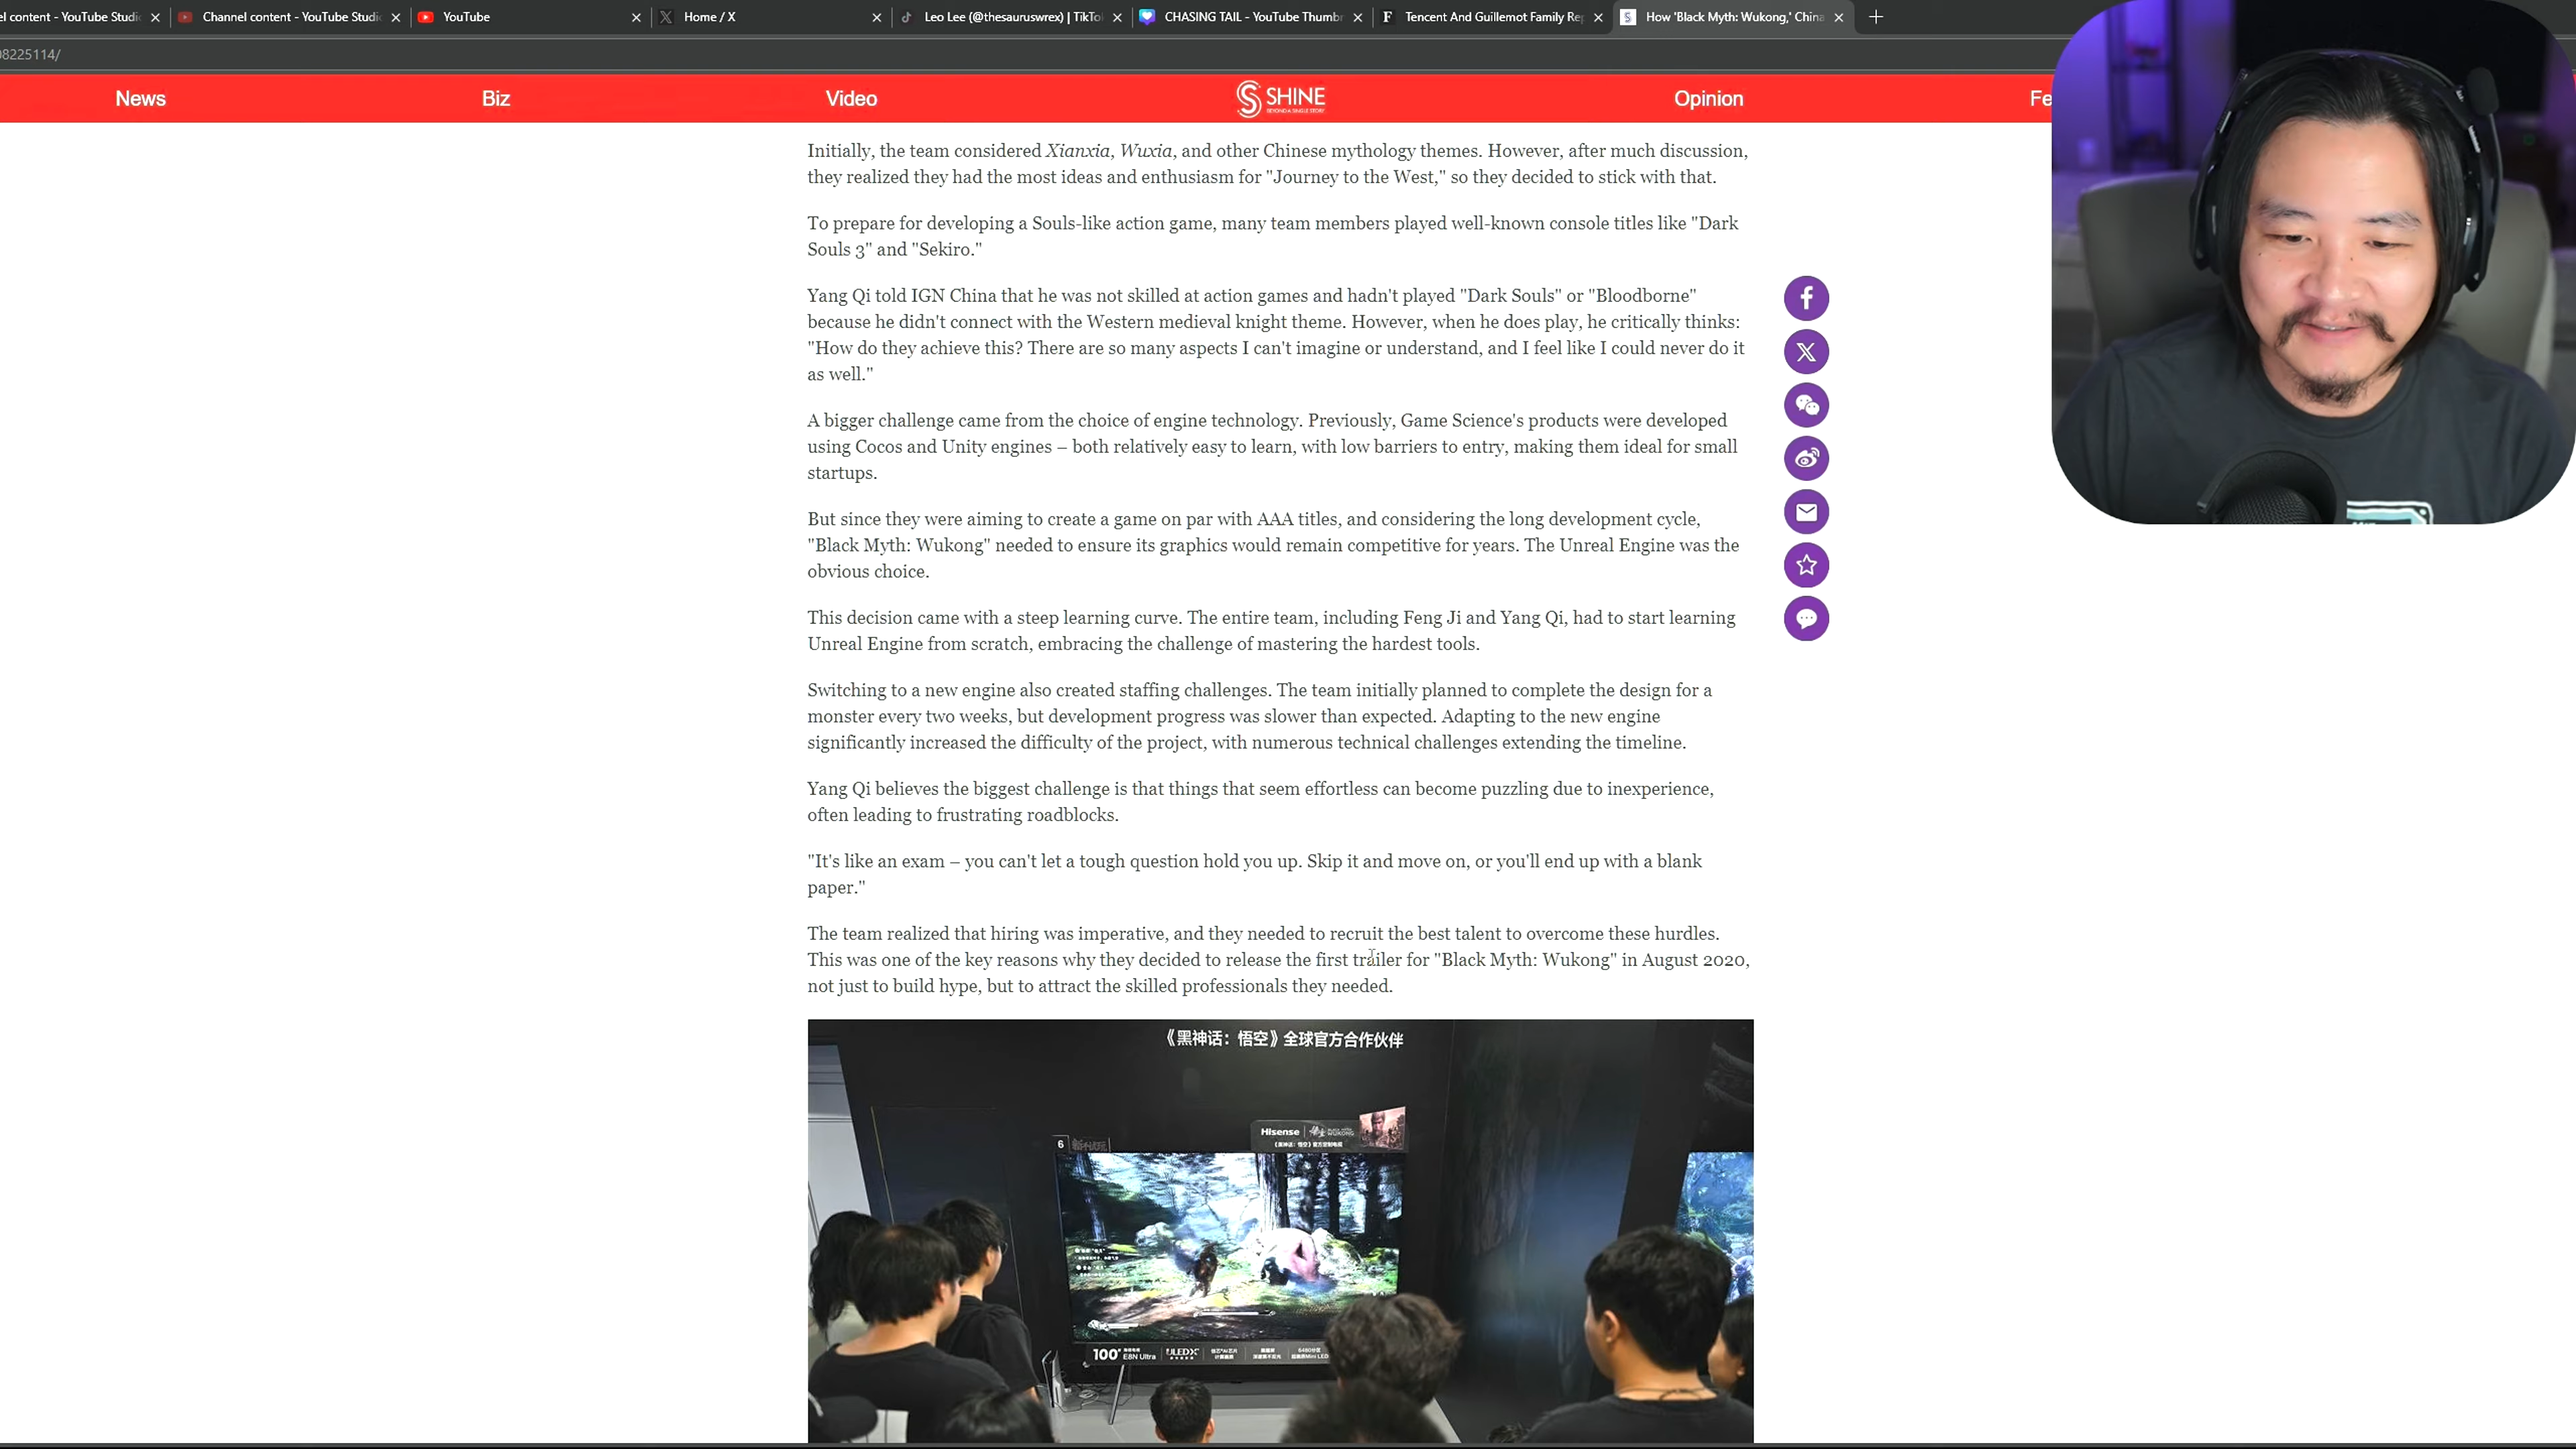 el content - YouTube Studi
Channel content - YouTube Studi
YouTube
Home / X
Leo Lee (@thesauruswrex) | TikTo
CHASING TAIL - YouTube Thumb
Tencent And Guillemot Family Re
How 'Black Myth: Wukong,' China
08225114/
News
Biz
Video
SHINE
BEYOND A SINGLE STORY
Opinion
Fe
Initially, the team considered Xianxia, Wuxia, and other Chinese mythology themes. However, after much discussion,
they realized they had the most ideas and enthusiasm for "Journey to the West," so they decided to stick with that.
To prepare for developing a Souls-like action game, many team members played well-known console titles like "Dark
Souls 3" and "Sekiro."
Yang Qi told IGN China that he was not skilled at action games and hadn't played "Dark Souls" or "Bloodborne"
because he didn't connect with the Western medieval knight theme. However, when he does play, he critically thinks:
"How do they achieve this? There are so many aspects I can't imagine or understand, and I feel like I could never do it
as well."
A bigger challenge came from the choice of engine technology. Previously, Game Science's products were developed
using Cocos and Unity engines – both relatively easy to learn, with low barriers to entry, making them ideal for small
startups.
But since they were aiming to create a game on par with AAA titles, and considering the long development cycle,
"Black Myth: Wukong" needed to ensure its graphics would remain competitive for years. The Unreal Engine was the
obvious choice.
This decision came with a steep learning curve. The entire team, including Feng Ji and Yang Qi, had to start learning
Unreal Engine from scratch, embracing the challenge of mastering the hardest tools.
Switching to a new engine also created staffing challenges. The team initially planned to complete the design for a
monster every two weeks, but development progress was slower than expected. Adapting to the new engine
significantly increased the difficulty of the project, with numerous technical challenges extending the timeline.
Yang Qi believes the biggest challenge is that things that seem effortless can become puzzling due to inexperience,
often leading to frustrating roadblocks.
"It's like an exam – you can't let a tough question hold you up. Skip it and move on, or you'll end up with a blank
paper."
The team realized that hiring was imperative, and they needed to recruit the best talent to overcome these hurdles.
This was one of the key reasons why they decided to release the first trailer for "Black Myth: Wukong" in August 2020,
not just to build hype, but to attract the skilled professionals they needed.
《黑神话：悟空》全球官方合作伙伴
Hisense
6
100" E8N Ultra ULED X